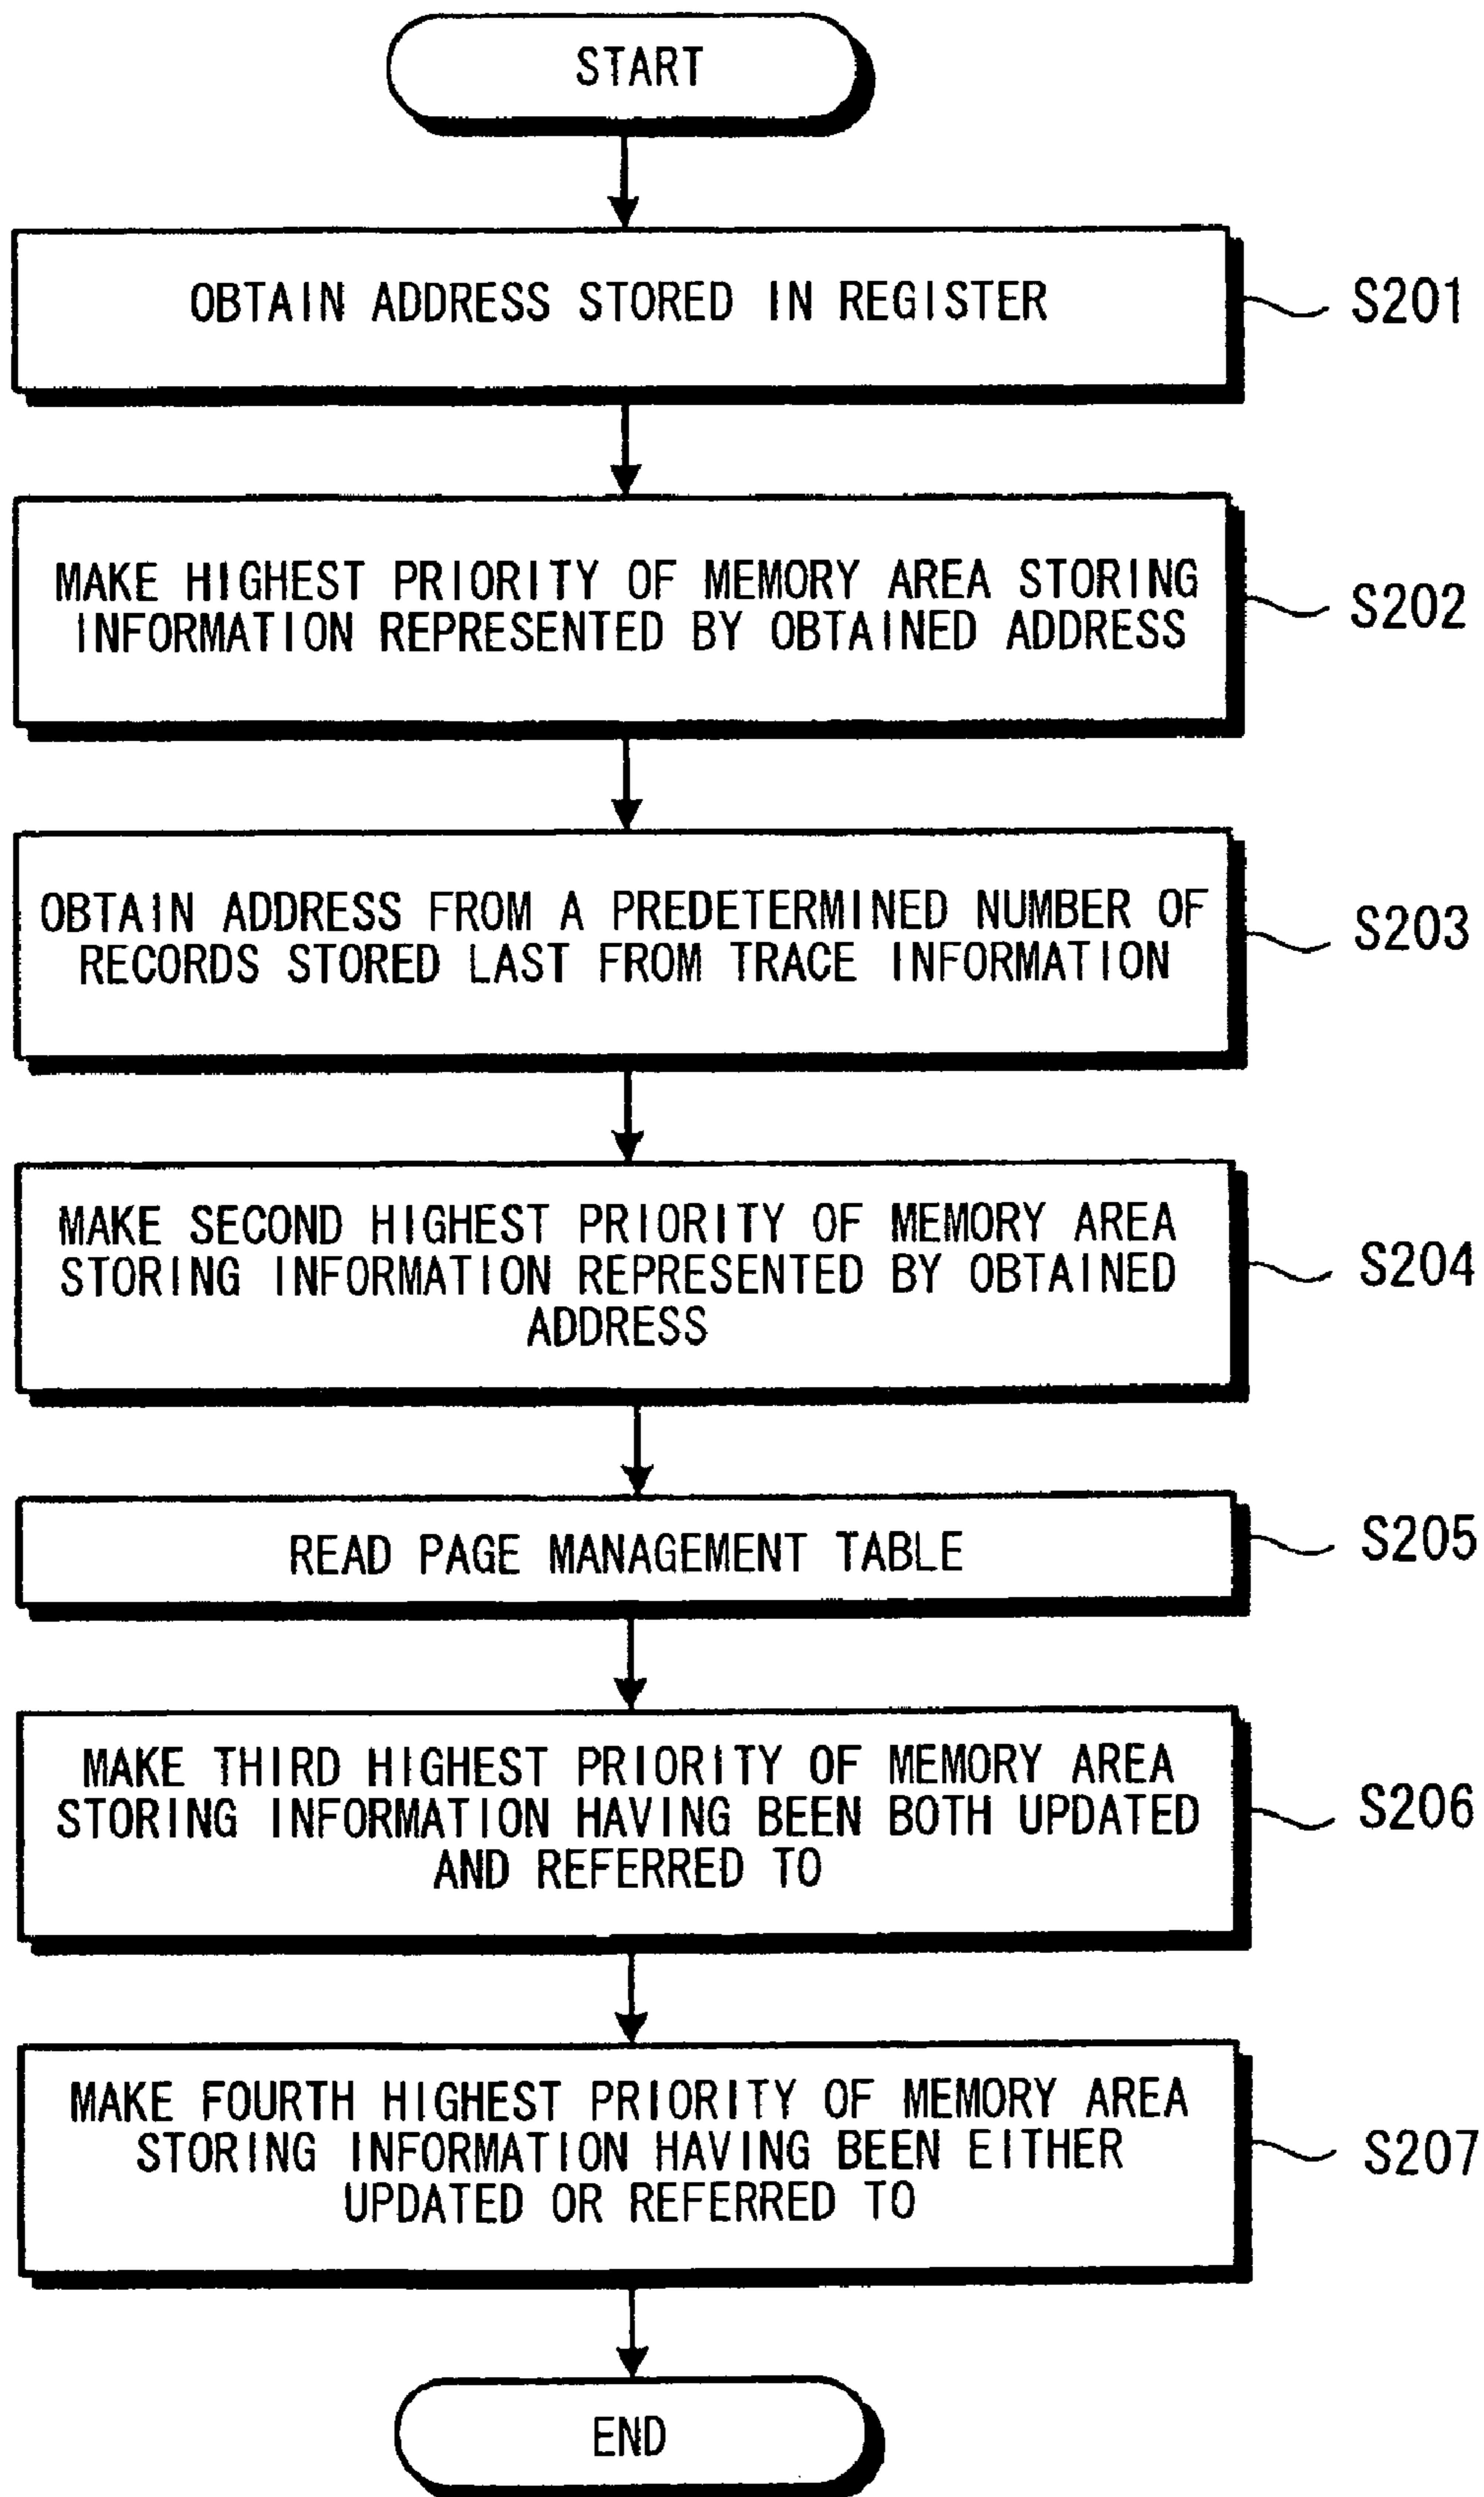 START
OBTAIN ADDRESS STORED IN REGISTER
S201
MAKE HIGHEST PRIORITY OF MEMORY AREA STORING
INFORMATION REPRESENTED BY OBTAINED ADDRESS
S202
OBTAIN ADDRESS FROM A PREDETERMINED NUMBER OF
RECORDS STORED LAST FROM TRACE INFORMATION
S203
MAKE SECOND HIGHEST PRIORITY OF MEMORY AREA
STORING INFORMATION REPRESENTED BY OBTAINED
ADDRESS
S204
READ PAGE MANAGEMENT TABLE
S205
MAKE THIRD HIGHEST PRIORITY OF MEMORY AREA
STORING INFORMATION HAVING BEEN BOTH UPDATED
AND REFERRED TO
S206
MAKE FOURTH HIGHEST PRIORITY OF MEMORY AREA
STORING INFORMATION HAVING BEEN EITHER
UPDATED OR REFERRED TO
S207
END